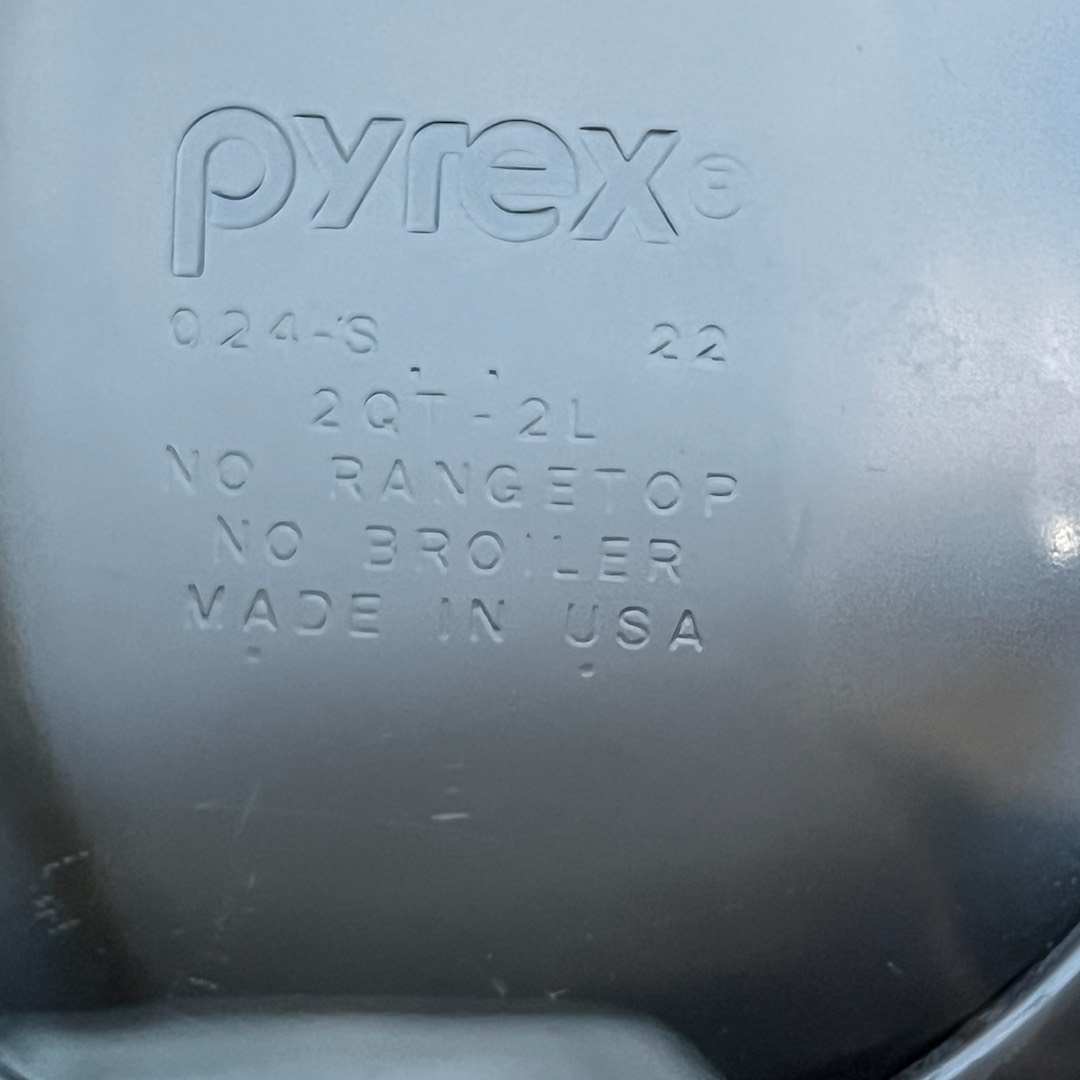 pyrex®
024-S 22
2QT-2L
NO RANGETOP
NO BROILER
MADE IN USA